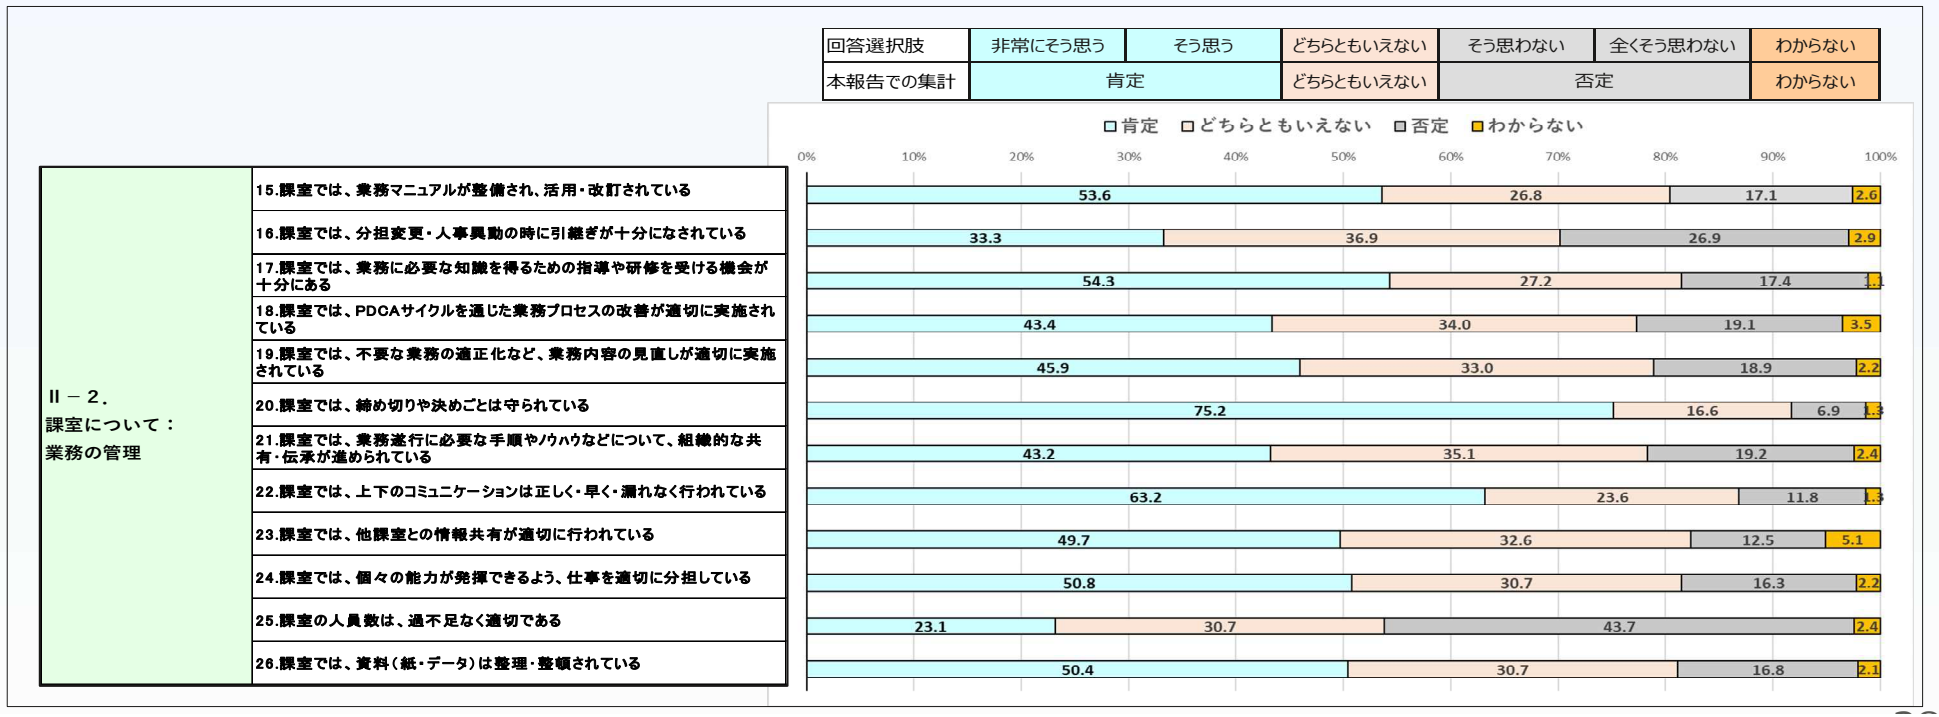 回答選択肢 非常にそう思う そう思う どちらともいえない そう思わない 全くそう思わない わからない
本報告での集計 肯定 どちらともいえない 否定 わからない
肯定 どちらともいえない 否定 わからない
0% 10% 20% 30% 40% 50% 60% 70% 80% 90% 100%
Ⅱ－２．
課室について：
業務の管理
15.課室では、業務マニュアルが整備され、活用・改訂されている
53.6 26.8 17.1 2.6
16.課室では、分担変更・人事異動の時に引継ぎが十分になされている
33.3 36.9 26.9 2.9
17.課室では、業務に必要な知識を得るための指導や研修を受ける機会が
十分にある
54.3 27.2 17.4 1.1
18.課室では、PDCAサイクルを通じた業務プロセスの改善が適切に実施され
ている
43.4 34.0 19.1 3.5
19.課室では、不要な業務の適正化など、業務内容の見直しが適切に実施
されている
45.9 33.0 18.9 2.2
20.課室では、締め切りや決めごとは守られている
75.2 16.6 6.9 1.3
21.課室では、業務遂行に必要な手順やﾉｳﾊｳなどについて、組織的な共
有・伝承が進められている
43.2 35.1 19.2 2.4
22.課室では、上下のコミュニケーションは正しく・早く・漏れなく行われている
63.2 23.6 11.8 1.3
23.課室では、他課室との情報共有が適切に行われている
49.7 32.6 12.5 5.1
24.課室では、個々の能力が発揮できるよう、仕事を適切に分担している
50.8 30.7 16.3 2.2
25.課室の人員数は、過不足なく適切である
23.1 30.7 43.7 2.4
26.課室では、資料（紙・データ）は整理・整頓されている
50.4 30.7 16.8 2.1